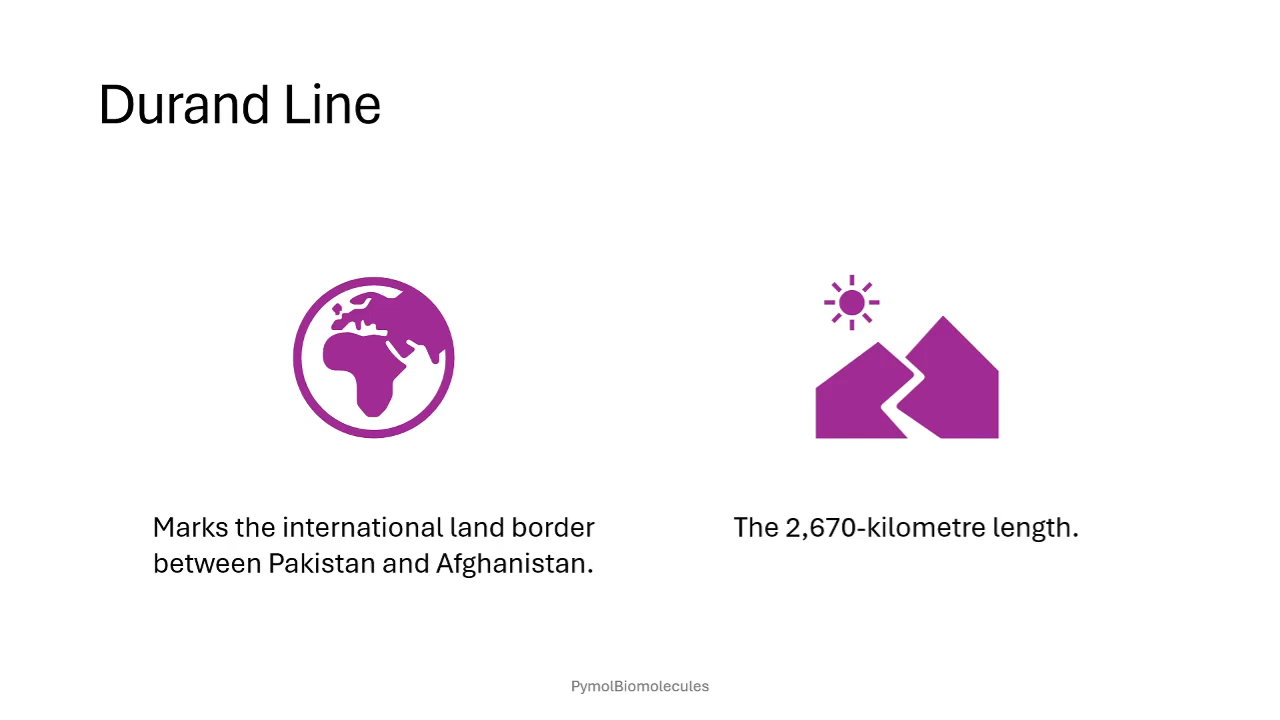 Durand Line
Marks the international land border
between Pakistan and Afghanistan.
The 2,670-kilometre length.
PymolBiomolecules